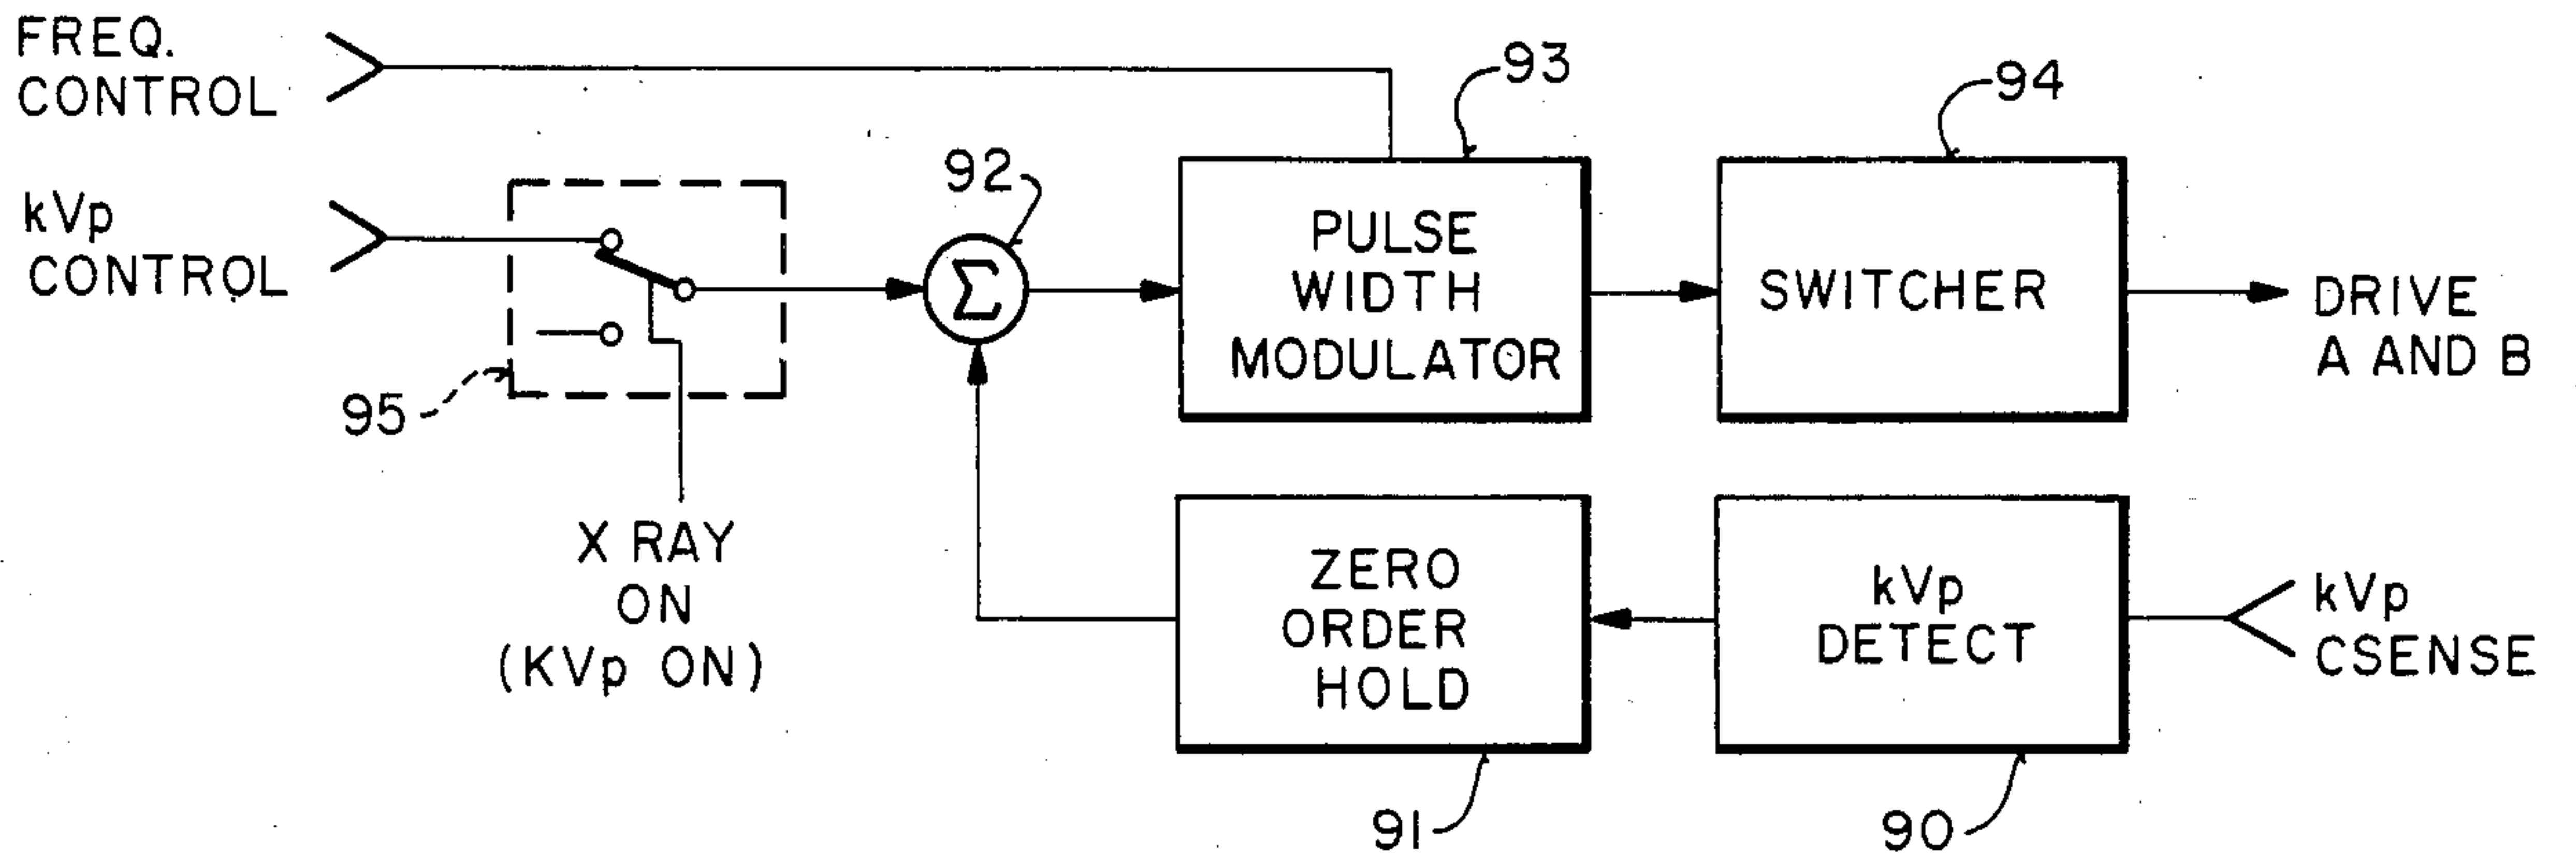 FREQ.
CONTROL
93
94
92
kVp
CONTROL
PULSE
WIDTH
MODULATOR
Σ
SWITCHER
DRIVE
A AND B
95
X RAY
ON
(KVp ON)
ZERO
ORDER
HOLD
kVp
DETECT
kVp
CSENSE
91
90